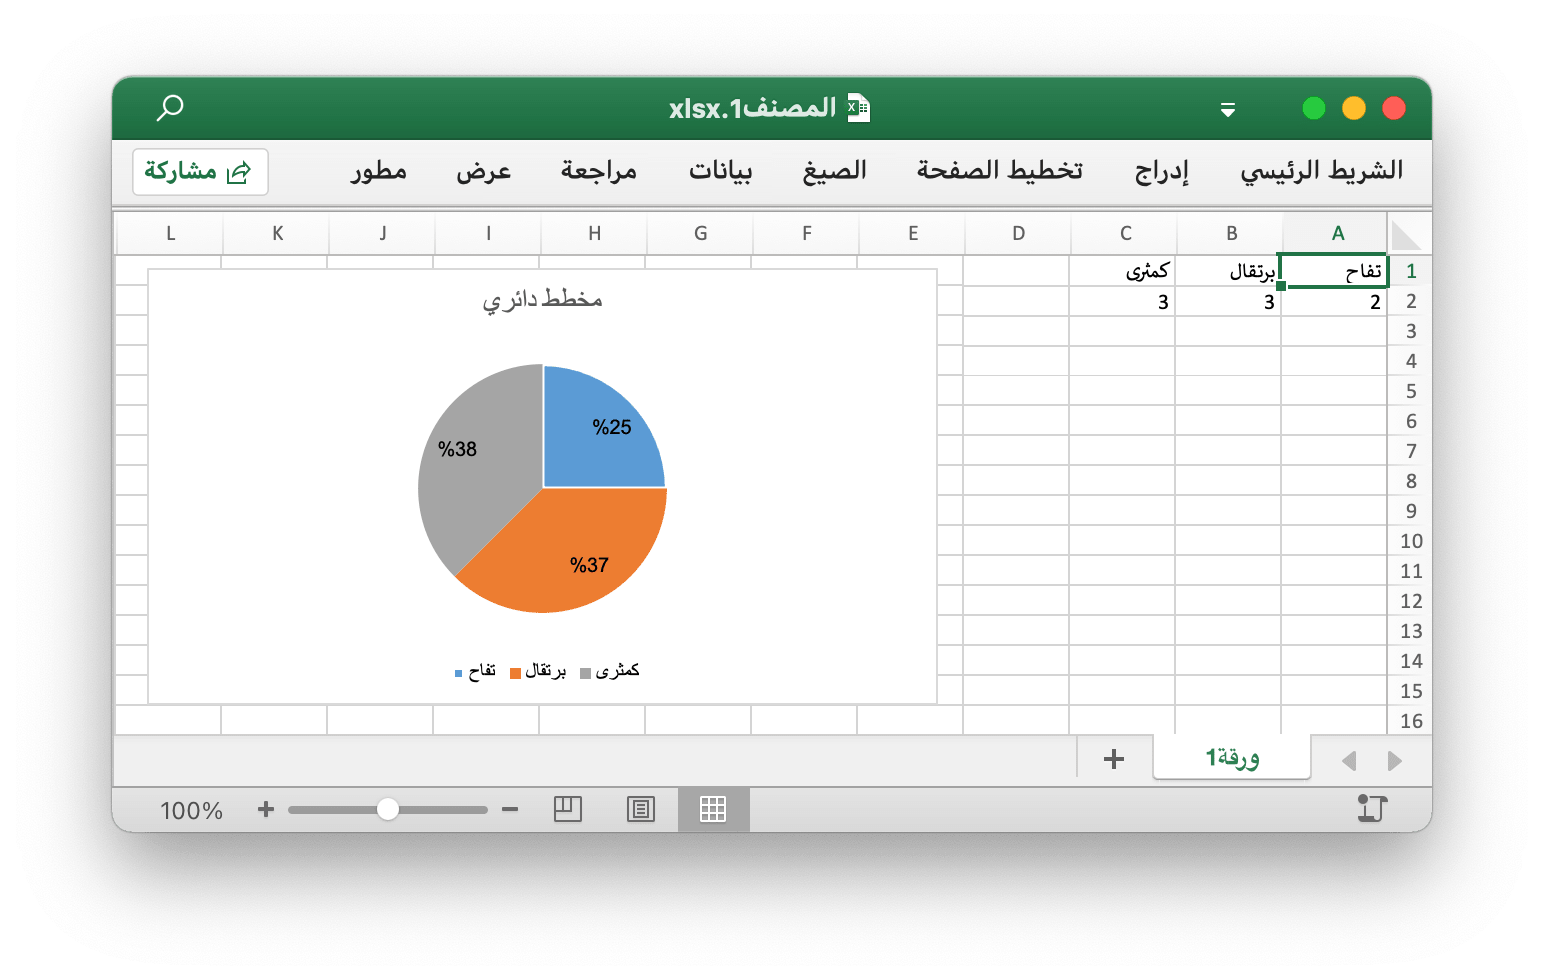 المصنف1.xlsx
الشريط الرئيسي إدراج تخطيط الصفحة الصيغ بيانات مراجعة عرض مطور مشاركة
A B C D E F G H I J K L
1 تفاح برتقال كمثرى
2 2 3 3
3
4
5
6
7
8
9
10
11
12
13
14
15
16
مخطط دائري
%25
%38
%37
كمثرى برتقال تفاح
ورقة1
100%